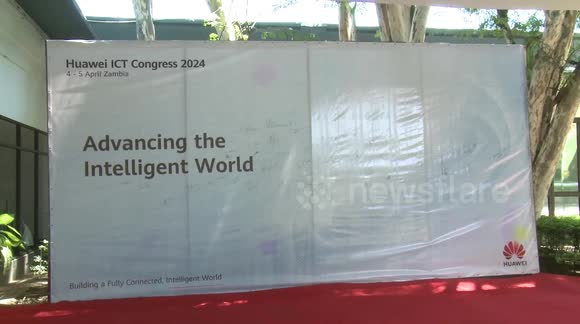 Huawei ICT Congress 2024
4 - 5 April Zambia
Advancing the
Intelligent World
newsflare
Building a Fully Connected, Intelligent World
HUAWEI